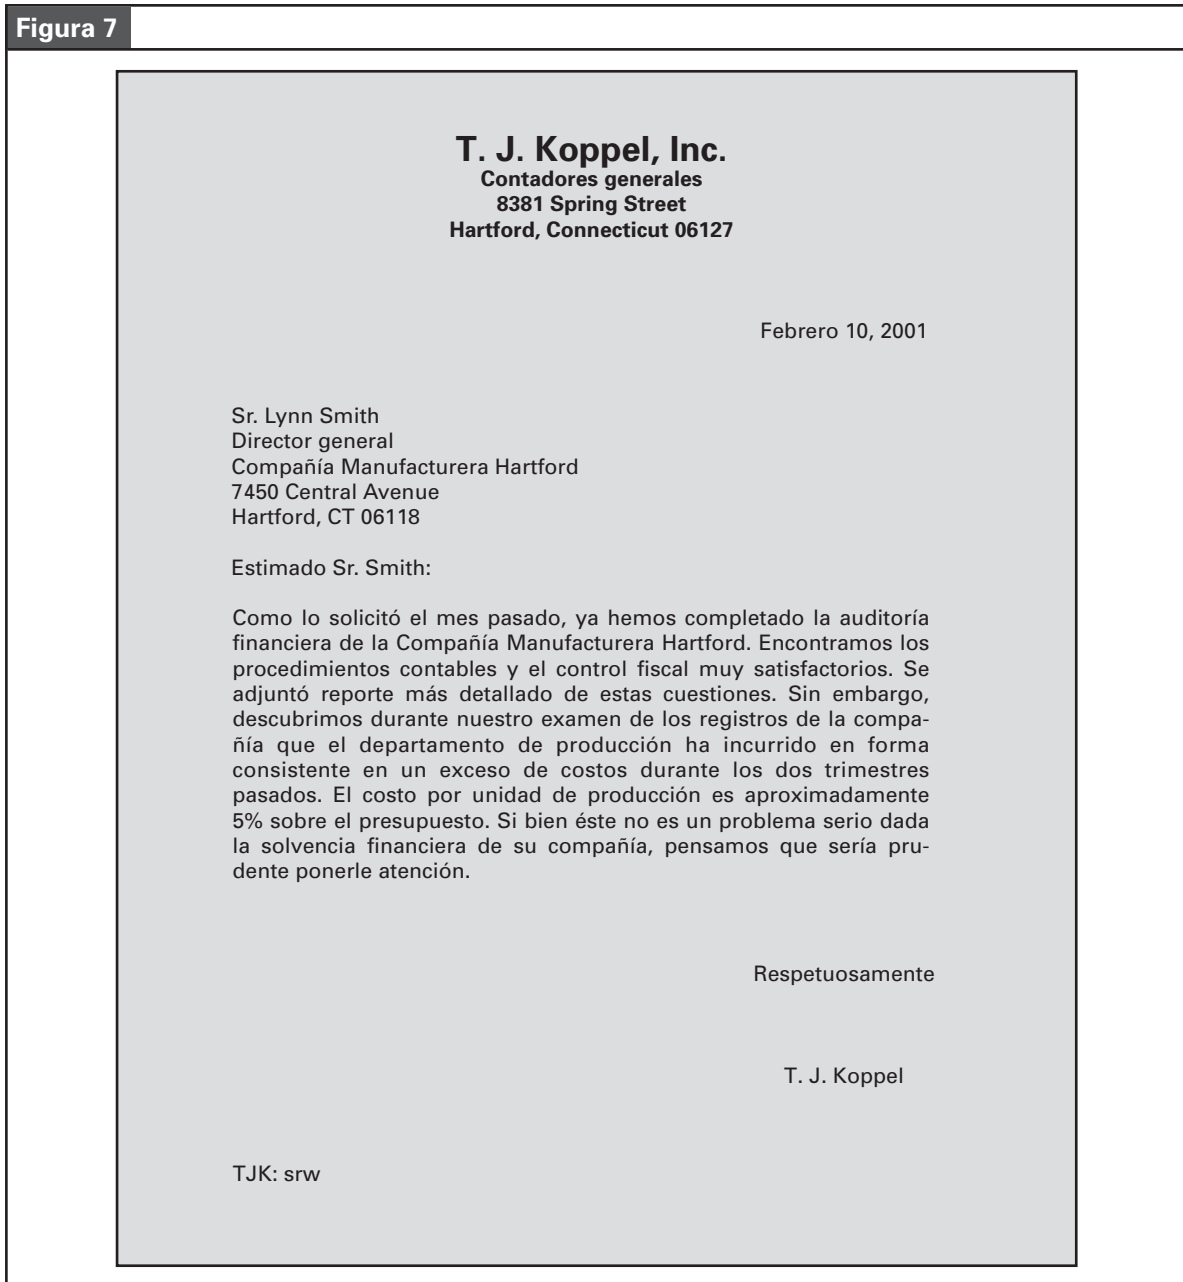 Figura 7
T. J. Koppel, Inc.
Contadores generales
8381 Spring Street
Hartford, Connecticut 06127
Febrero 10, 2001
Sr. Lynn Smith
Director general
Compañía Manufacturera Hartford
7450 Central Avenue
Hartford, CT 06118
Estimado Sr. Smith:
Como lo solicitó el mes pasado, ya hemos completado la auditoría
financiera de la Compañía Manufacturera Hartford. Encontramos los
procedimientos contables y el control fiscal muy satisfactorios. Se
adjuntó reporte más detallado de estas cuestiones. Sin embargo,
descubrimos durante nuestro examen de los registros de la compa-
ñía que el departamento de producción ha incurrido en forma
consistente en un exceso de costos durante los dos trimestres
pasados. El costo por unidad de producción es aproximadamente
5% sobre el presupuesto. Si bien éste no es un problema serio dada
la solvencia financiera de su compañía, pensamos que sería pru-
dente ponerle atención.
Respetuosamente
T. J. Koppel
TJK: srw